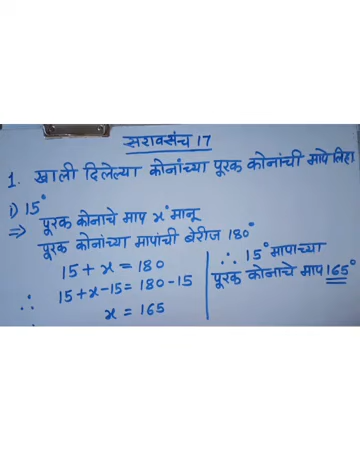 सरावसंच 17
1. खाली दिलेल्या कोनांच्या पूरक कोनांची मापे लिहा
i) 15°
⇒ पूरक कोनाचे माप x° मानू
पूरक कोनांच्या मापांची बेरीज 180°
15 + x = 180
∴ 15 + x - 15 = 180 - 15
x = 165
∴ 15° मापाच्या
पूरक कोनाचे माप 165°